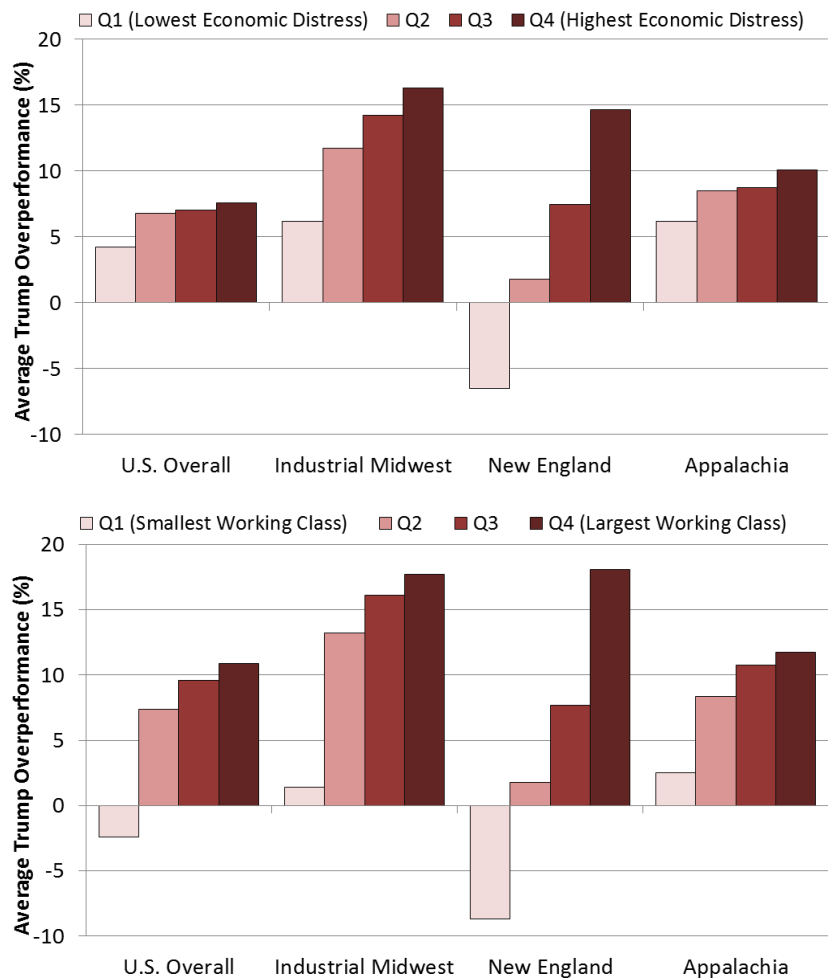 Q1 (Lowest Economic Distress) Q2 Q3 Q4 (Highest Economic Distress)
Average Trump Overperformance (%)
20
15
10
5
0
-5
-10
U.S. Overall Industrial Midwest New England Appalachia
Q1 (Smallest Working Class) Q2 Q3 Q4 (Largest Working Class)
Average Trump Overperformance (%)
20
15
10
5
0
-5
-10
U.S. Overall Industrial Midwest New England Appalachia